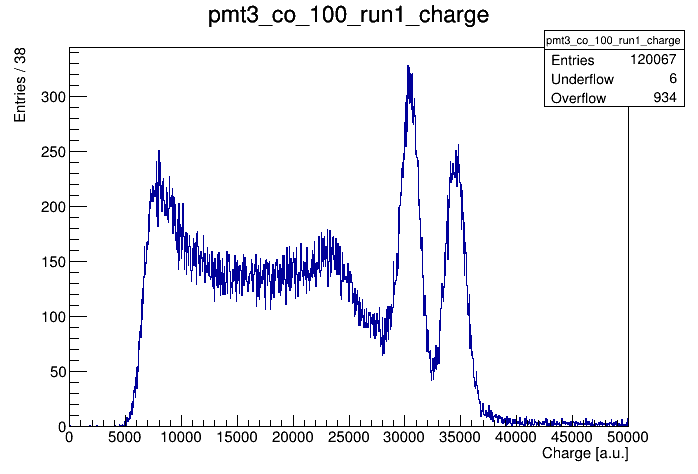 pmt3_co_100_run1_charge
pmt3_co_100_run1_charge
Entries 120067
Underflow 6
Overflow 934
Entries / 38
300
250
200
150
100
50
0
0 5000 10000 15000 20000 25000 30000 35000 40000 45000 50000
Charge [a.u.]